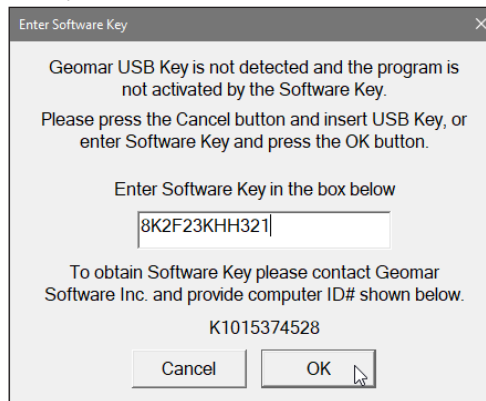 Enter Software Key
Geomar USB Key is not detected and the program is
not activated by the Software Key.
Please press the Cancel button and insert USB Key, or
enter Software Key and press the OK button.
Enter Software Key in the box below
8K2F23KHH321
To obtain Software Key please contact Geomar
Software Inc. and provide computer ID# shown below.
K1015374528
Cancel OK